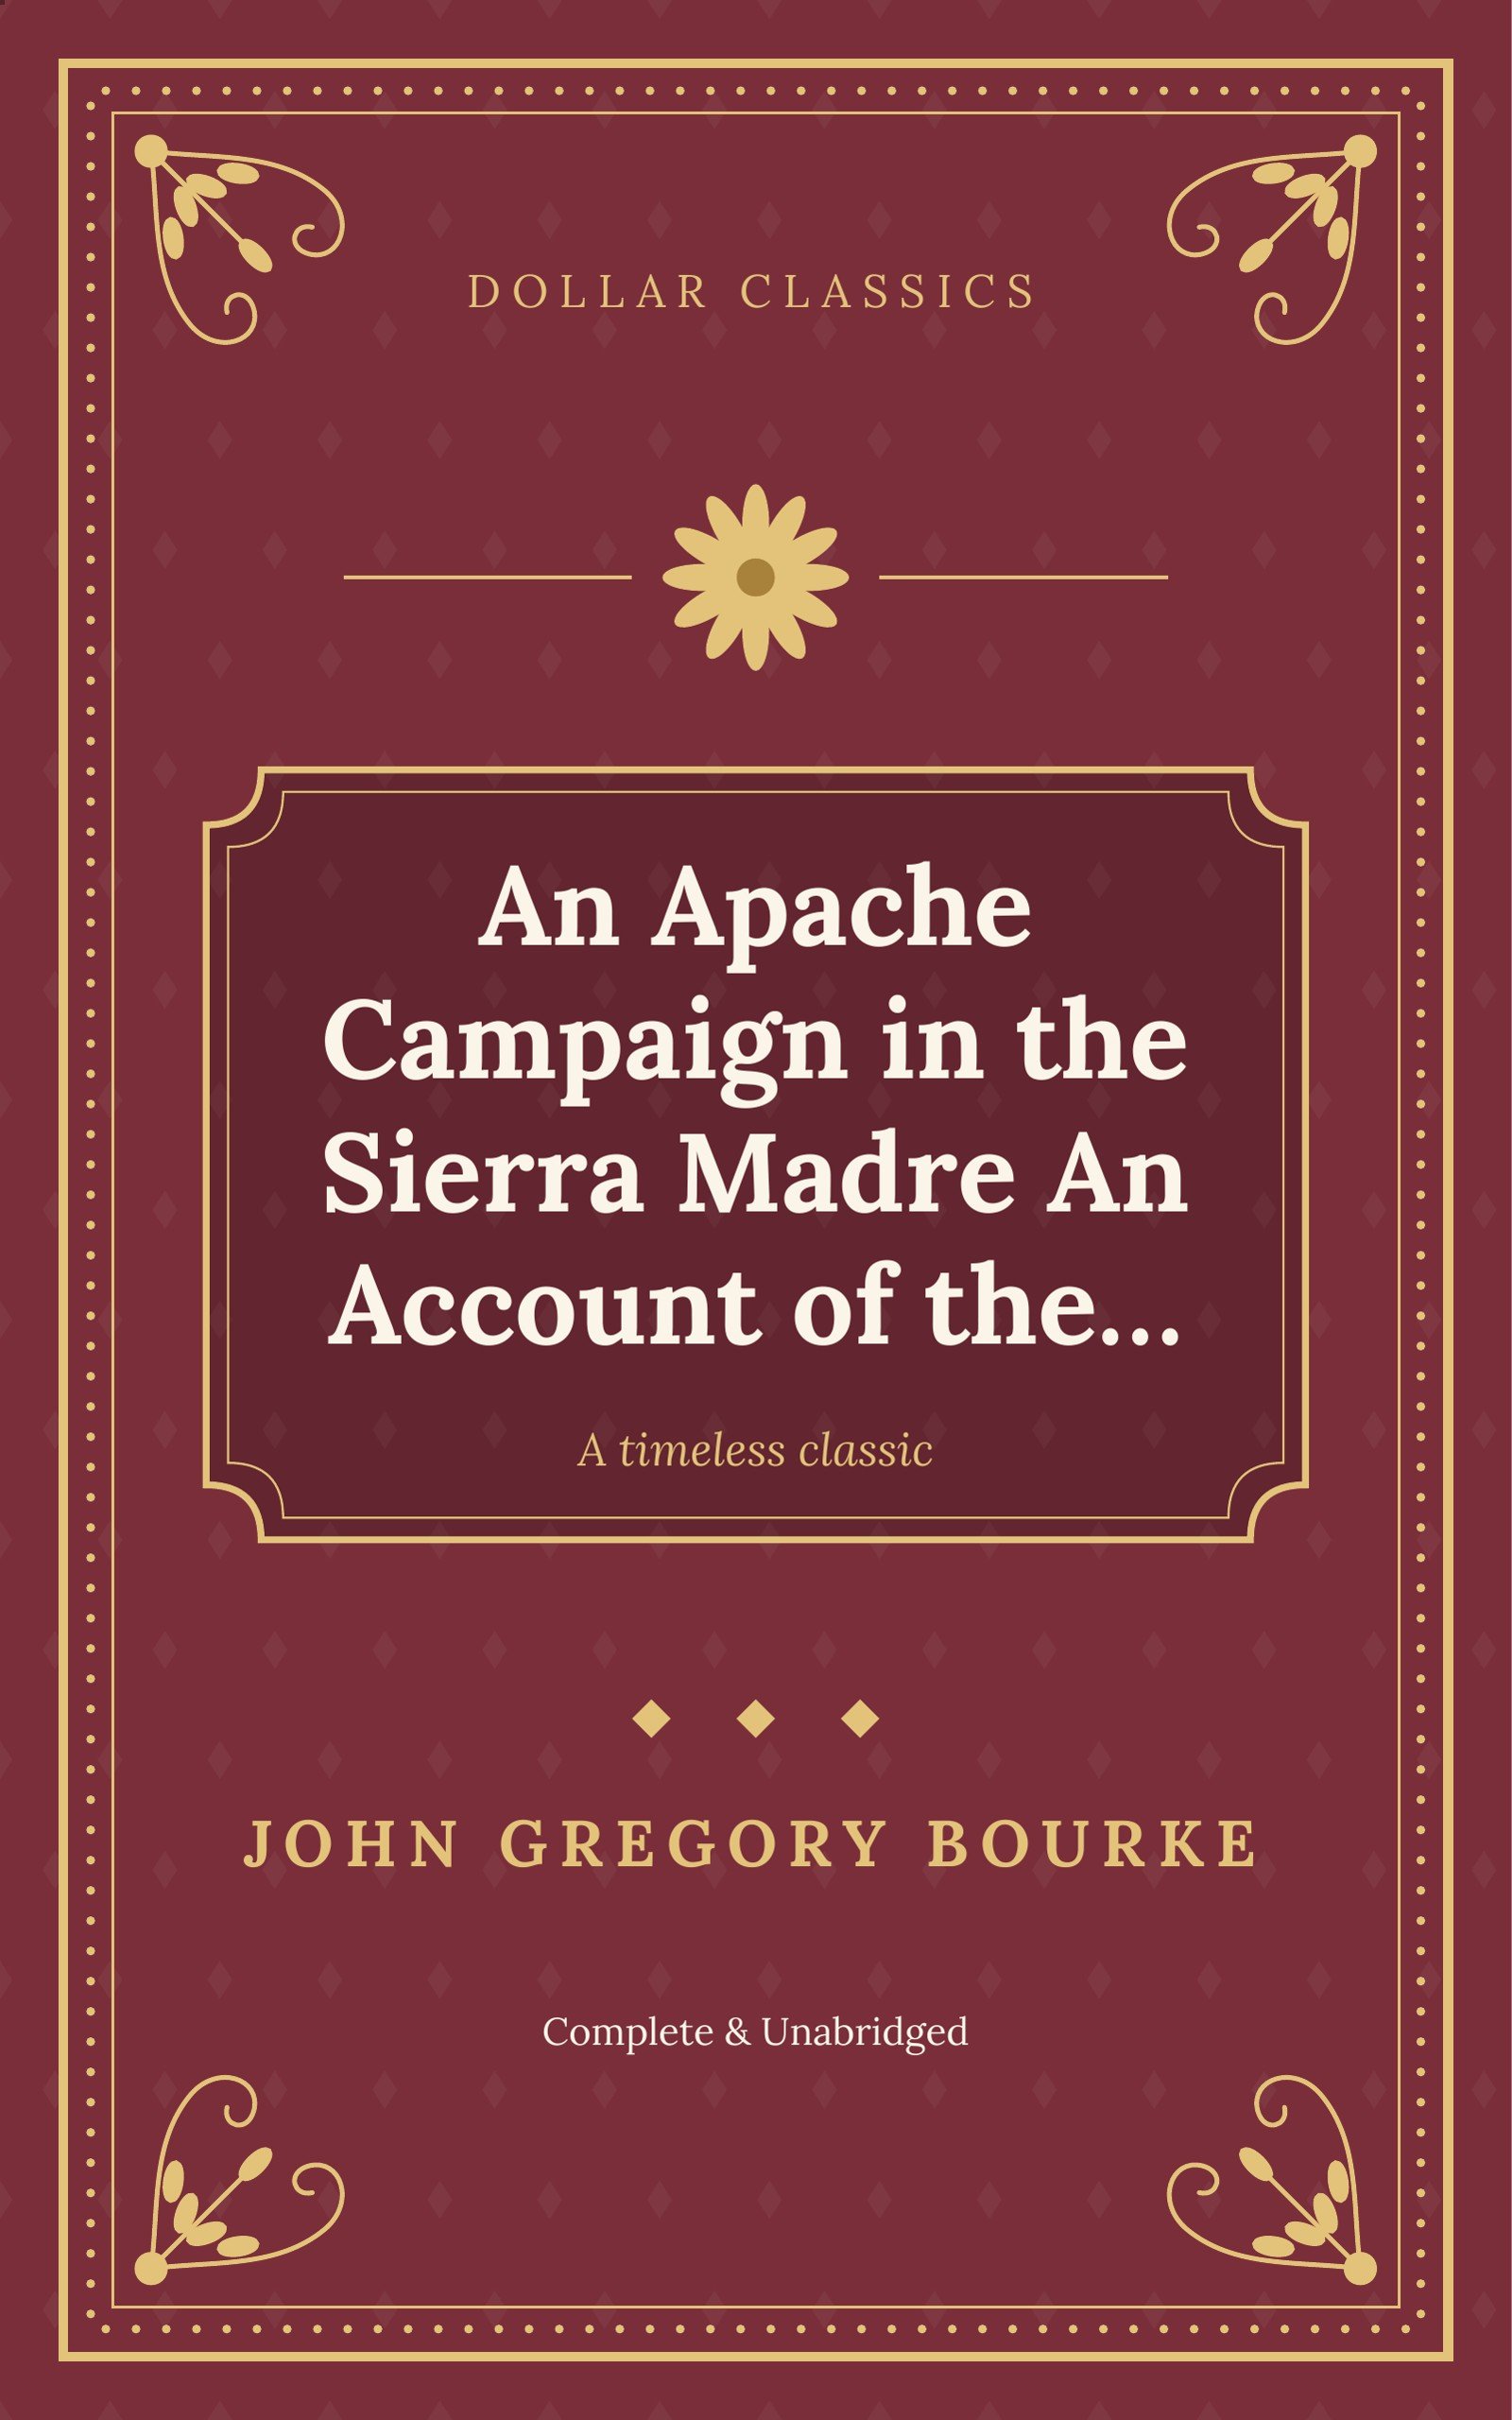 DOLLAR CLASSICS
An Apache
Campaign in the
Sierra Madre An
Account of the...
A timeless classic
JOHN GREGORY BOURKE
Complete & Unabridged